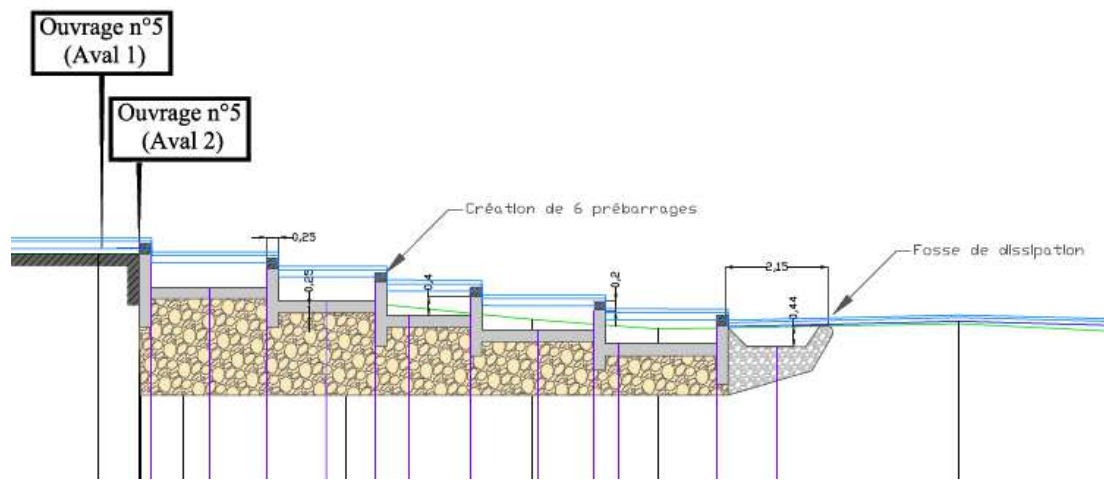 Ouvrage n°5
(Aval 1)
Ouvrage n°5
(Aval 2)
Création de 6 prébarrages
0,25
Fosse de dissipation
2,15
0,25
0,4
0,2
0,44